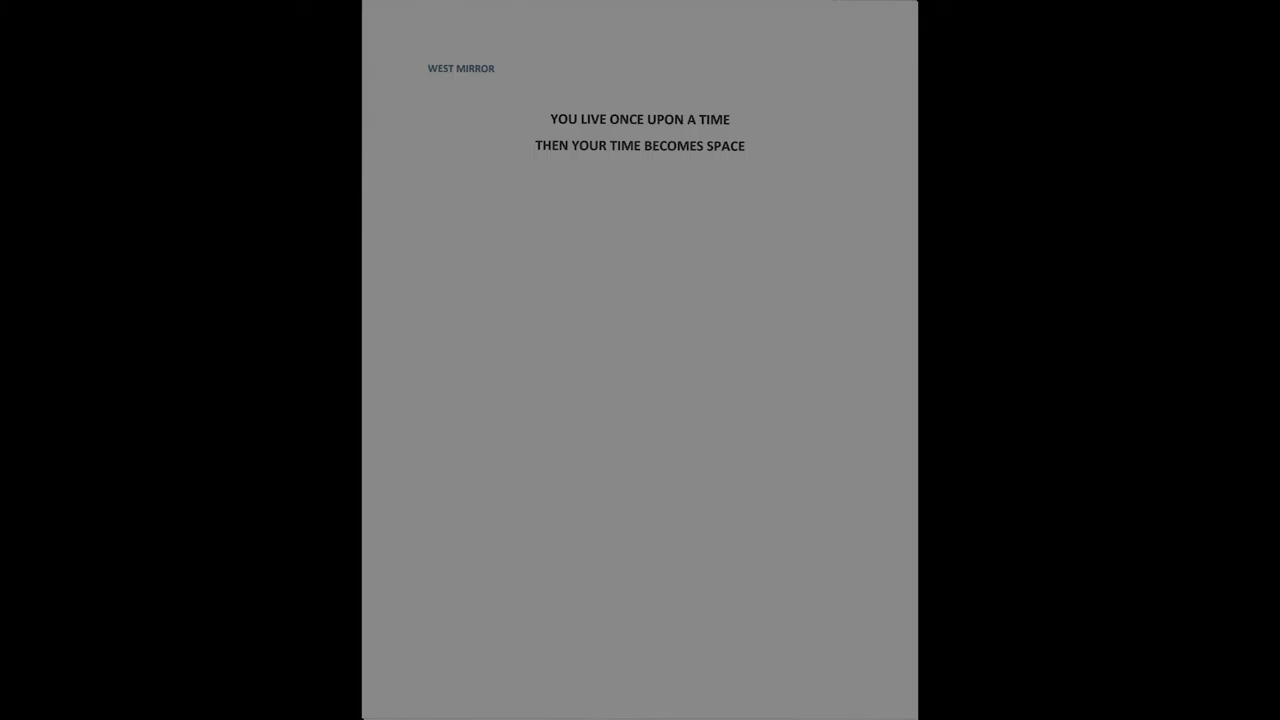 WEST MIRROR
YOU LIVE ONCE UPON A TIME
THEN YOUR TIME BECOMES SPACE